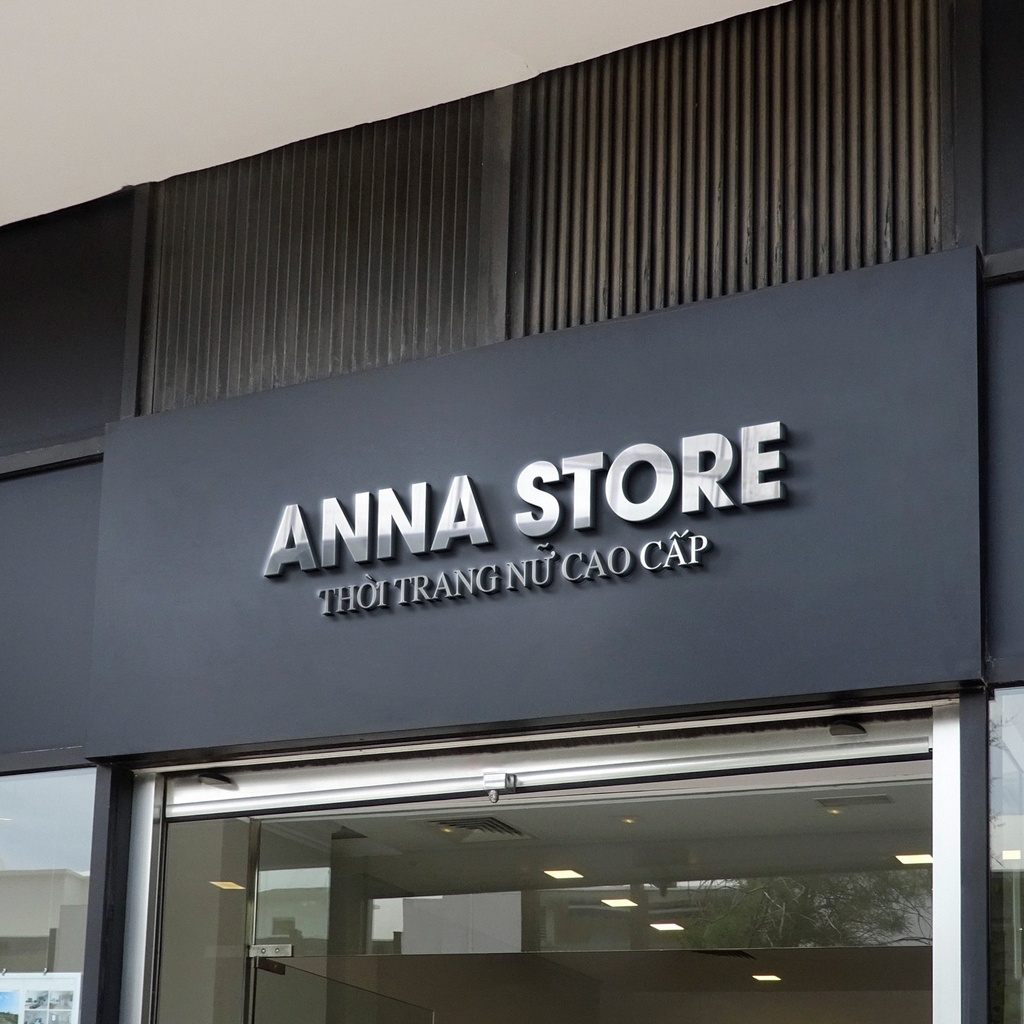 ANNA STORE
THỜI TRANG NỮ CAO CẤP